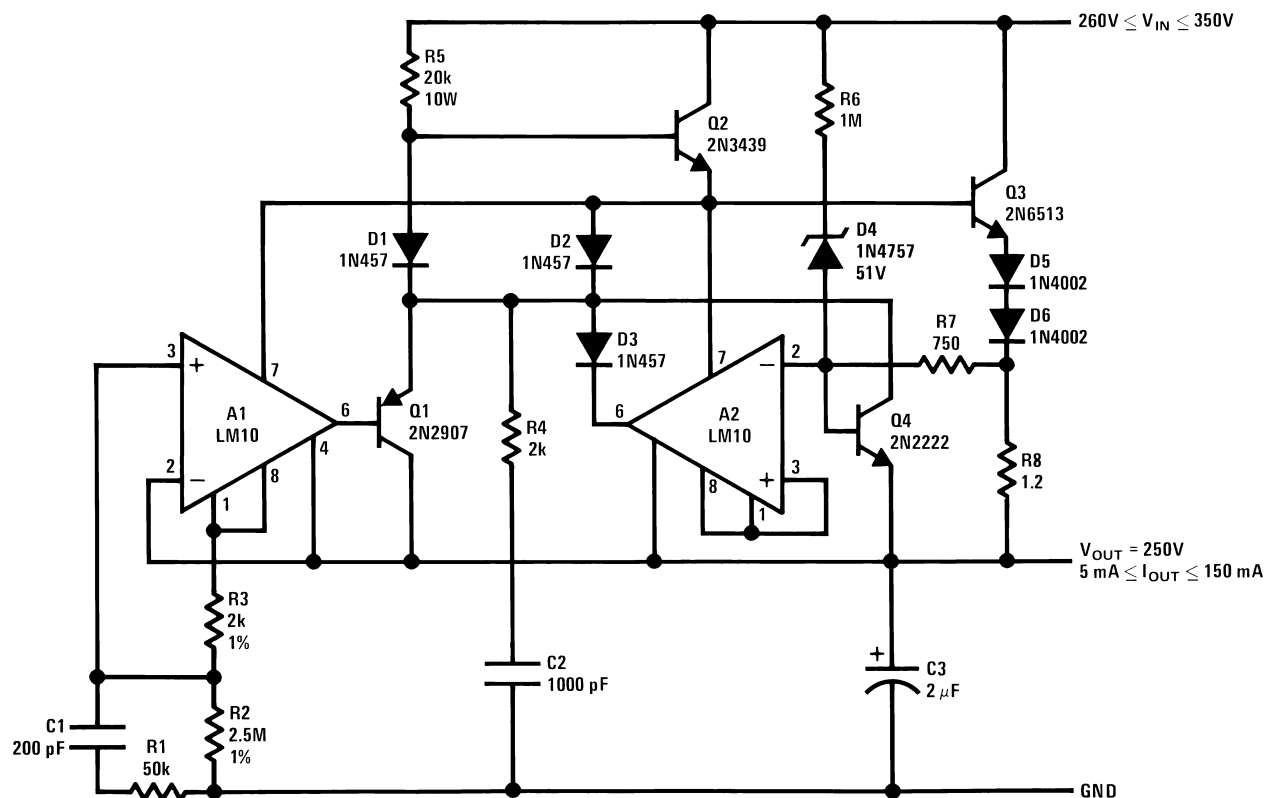 260V ≤ VIN ≤ 350V
R5
20k
10W
Q2
2N3439
R6
1M
Q3
2N6513
D1
1N457
D2
1N457
D4
1N4757
51V
D5
1N4002
D6
1N4002
R7
750
D3
1N457
3
+
7
A1
LM10
6
4
2
−
8
1
Q1
2N2907
R4
2k
7
2
−
6
A2
LM10
3
+
8
1
Q4
2N2222
R8
1.2
VOUT = 250V
5 mA ≤ IOUT ≤ 150 mA
R3
2k
1%
C2
1000 pF
+
C3
2 μF
C1
200 pF
R2
2.5M
1%
R1
50k
GND